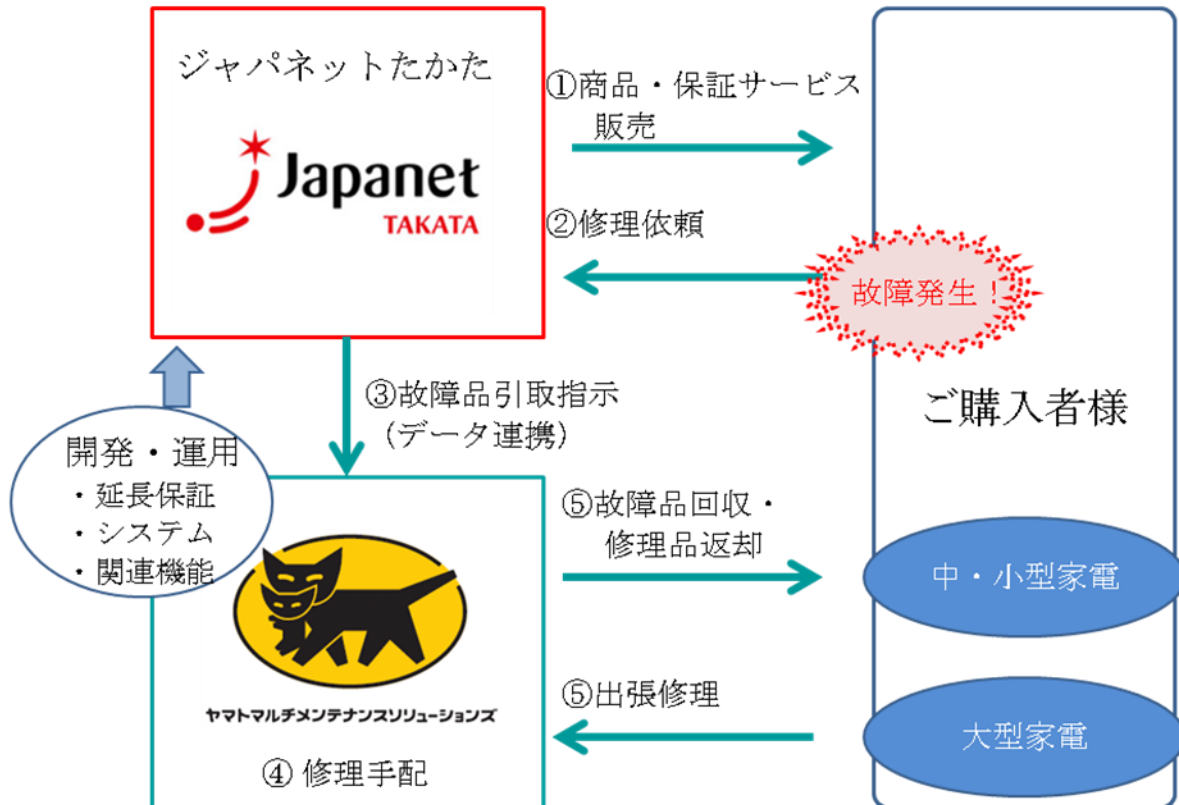 ジャパネットたかた
Japanet
TAKATA
①商品・保証サービス
販売
②修理依頼
故障発生!
ご購入者様
③故障品引取指示
(データ連携)
開発・運用
・延長保証
・システム
・関連機能
ヤマトマルチメンテナンスソリューションズ
④ 修理手配
⑤故障品回収・
修理品返却
中・小型家電
⑤出張修理
大型家電